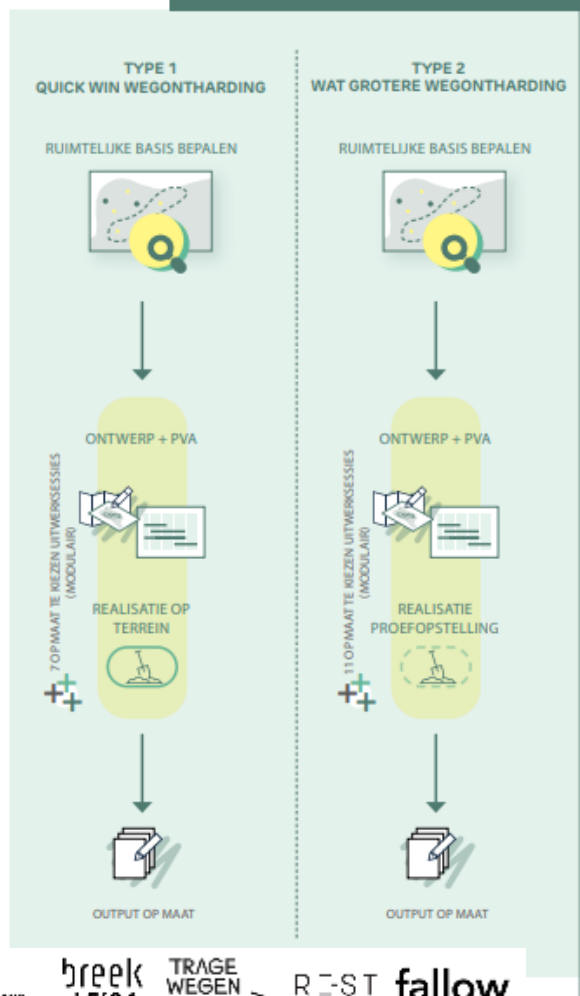 TYPE 1
QUICK WIN WEGONTHARDING
RUIMTELIJKE BASIS BEPALEN
ONTWERP + PVA
7 OP MAAT TE KIEZEN UITWERKSESSIES
(MODULAIR)
REALISATIE OP
TERREIN
OUTPUT OP MAAT
TYPE 2
WAT GROTERE WEGONTHARDING
RUIMTELIJKE BASIS BEPALEN
ONTWERP + PVA
11 OP MAAT TE KIEZEN UITWERKSESSIES
(MODULAIR)
REALISATIE
PROEFOPSTELLING
OUTPUT OP MAAT
breek
TRAGE
WEGEN
fallow